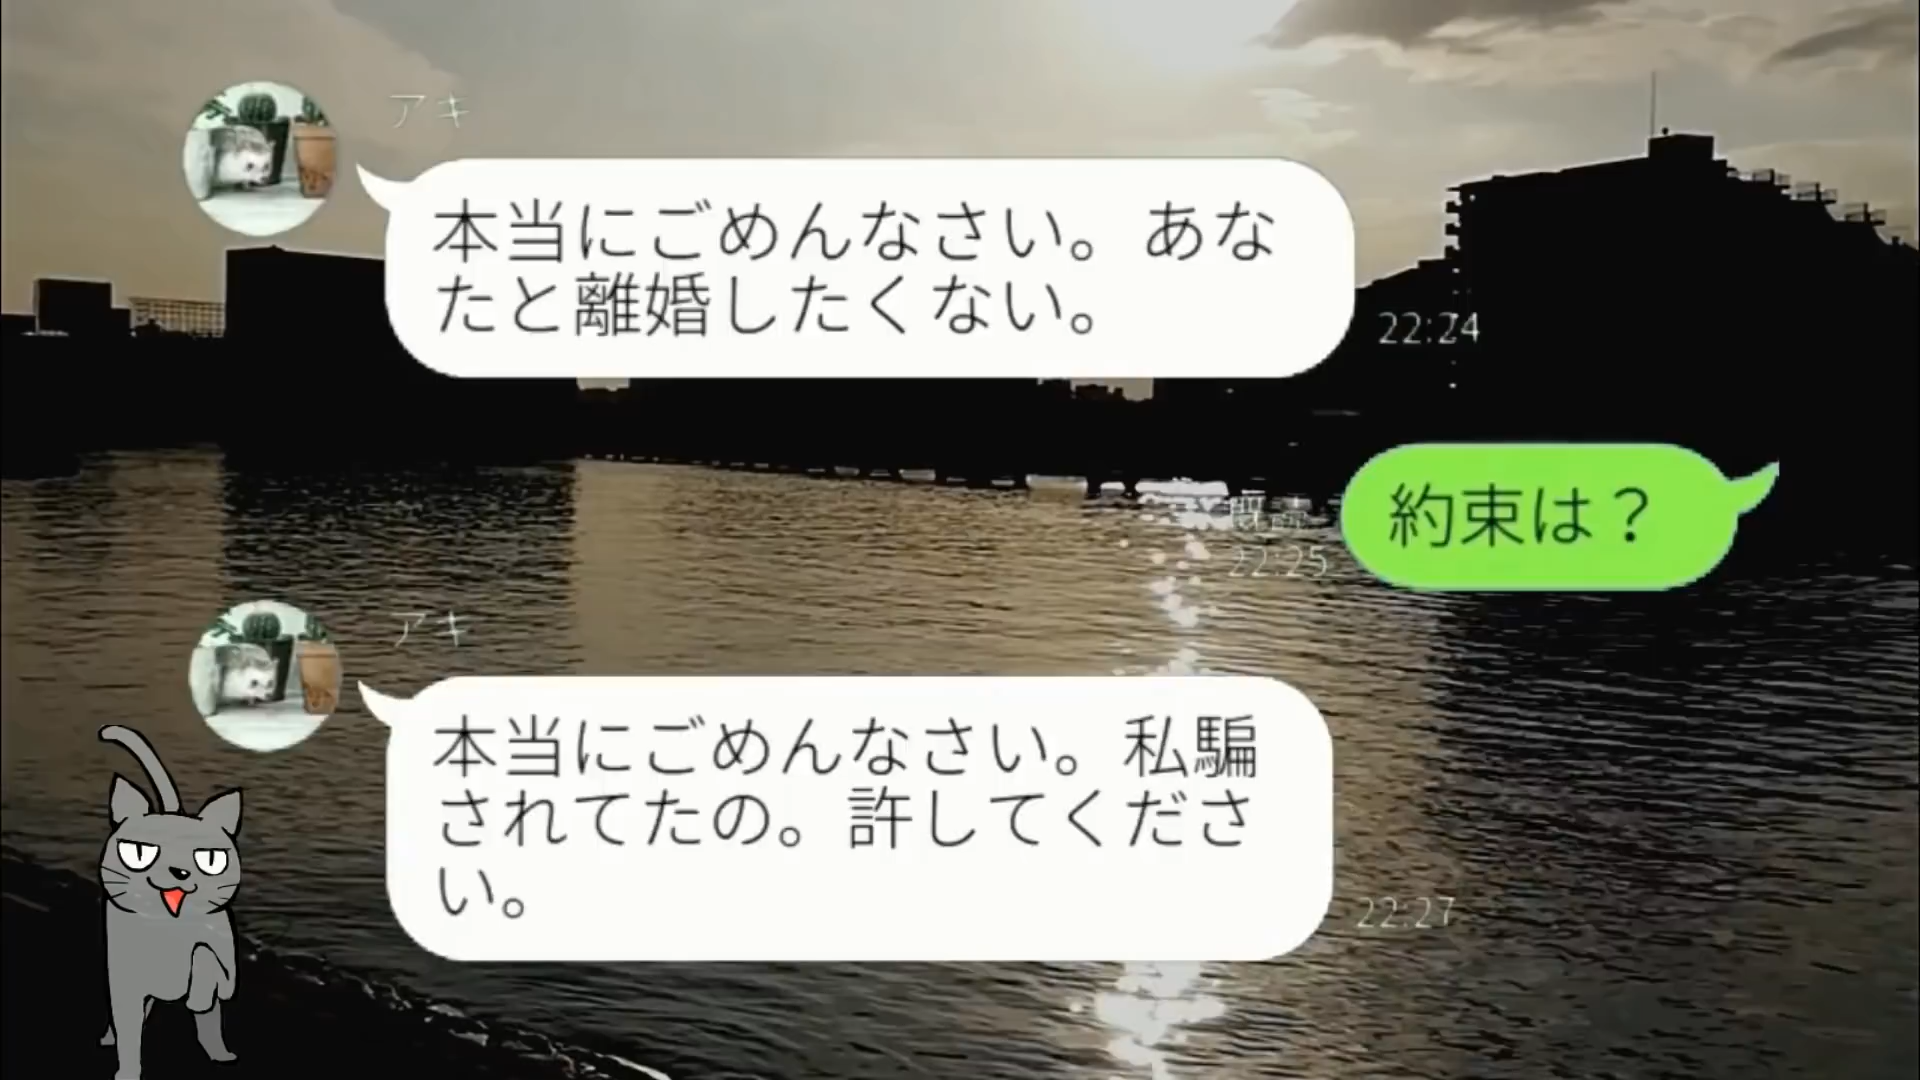 アキ
本当にごめんなさい。あな
たと離婚したくない。
22:24
約束は？
既読
22:25
アキ
本当にごめんなさい。私騙
されてたの。許してくださ
い。
22:27